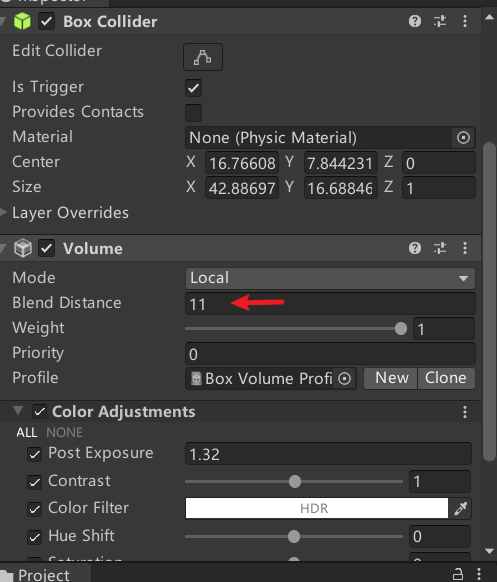 Box Collider
Edit Collider
Is Trigger
Provides Contacts
Material None (Physic Material)
Center X 16.76608 Y 7.844231 Z 0
Size X 42.88697 Y 16.68846 Z 1
Layer Overrides
Volume
Mode Local
Blend Distance 11
Weight 1
Priority 0
Profile Box Volume Profi New Clone
Color Adjustments
ALL NONE
Post Exposure 1.32
Contrast 1
Color Filter HDR
Hue Shift 0
Project